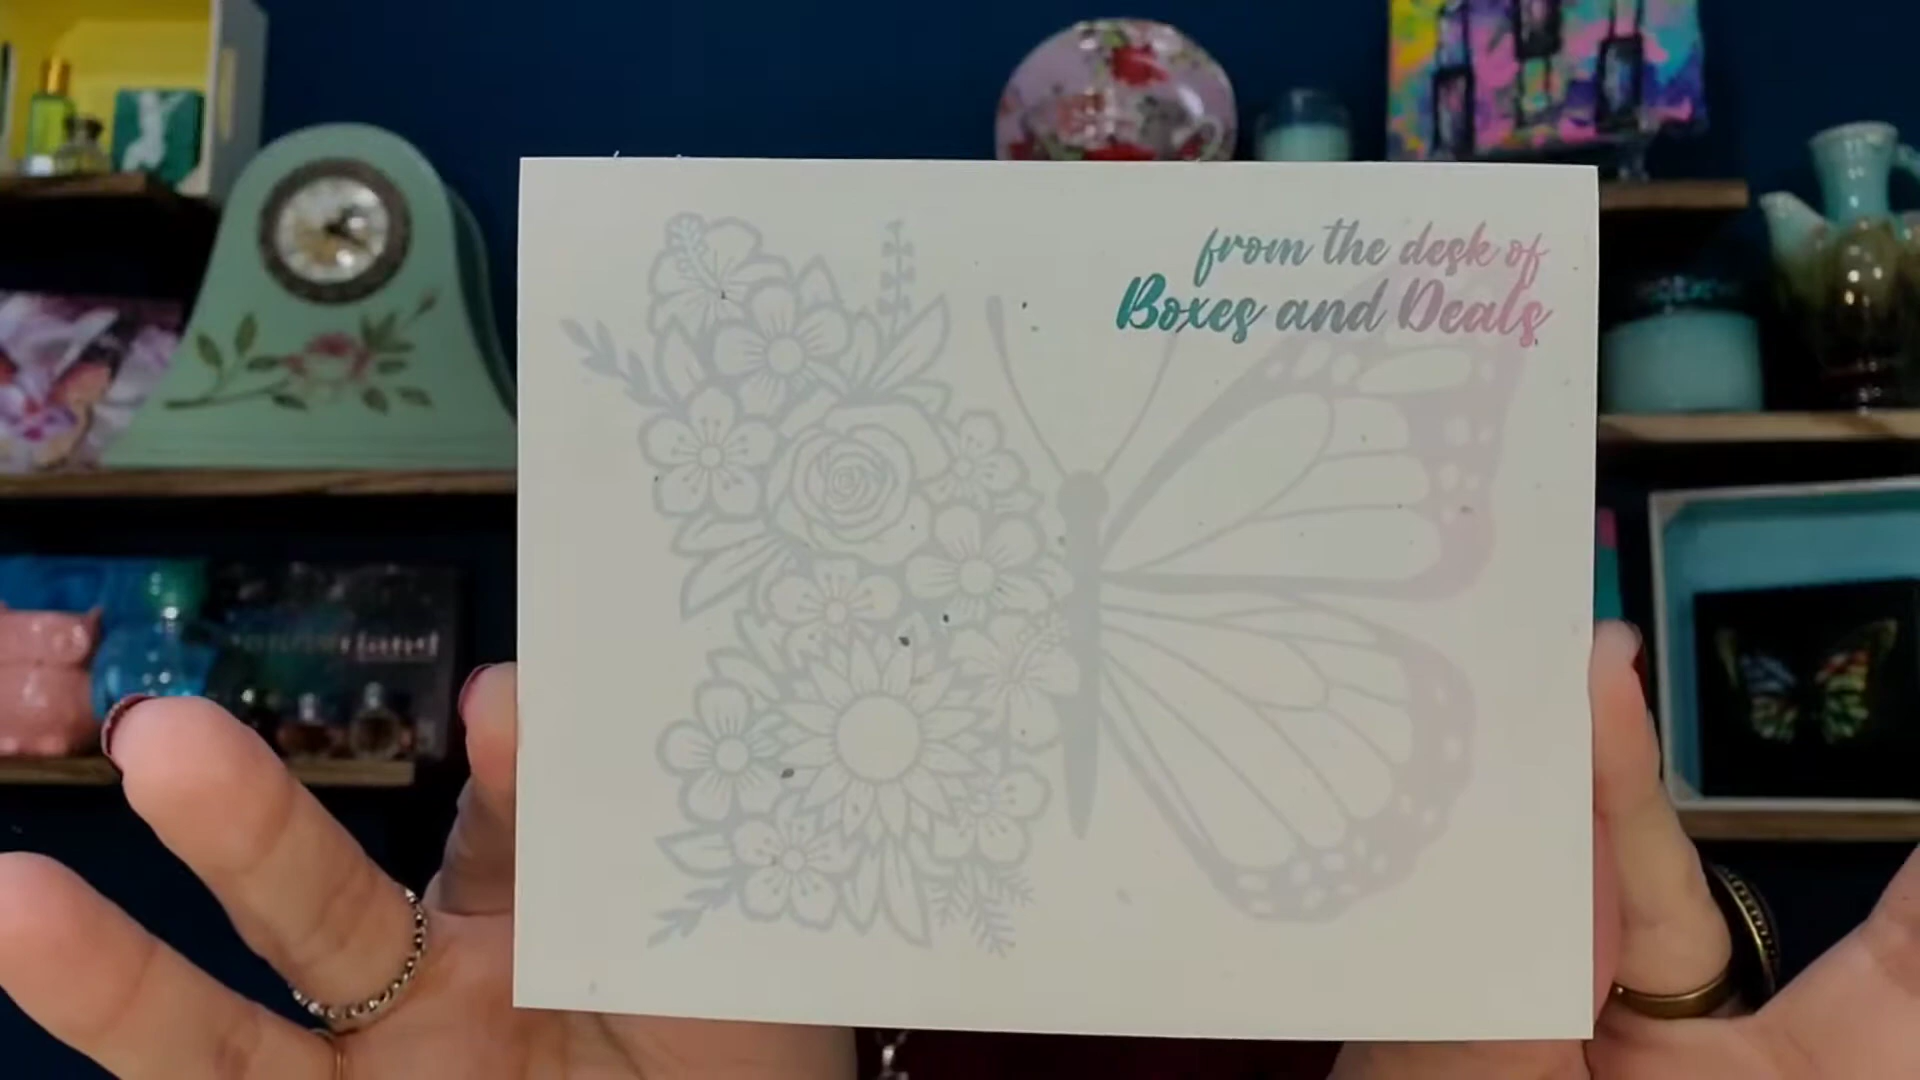 from the desk of
Boxes and Deals